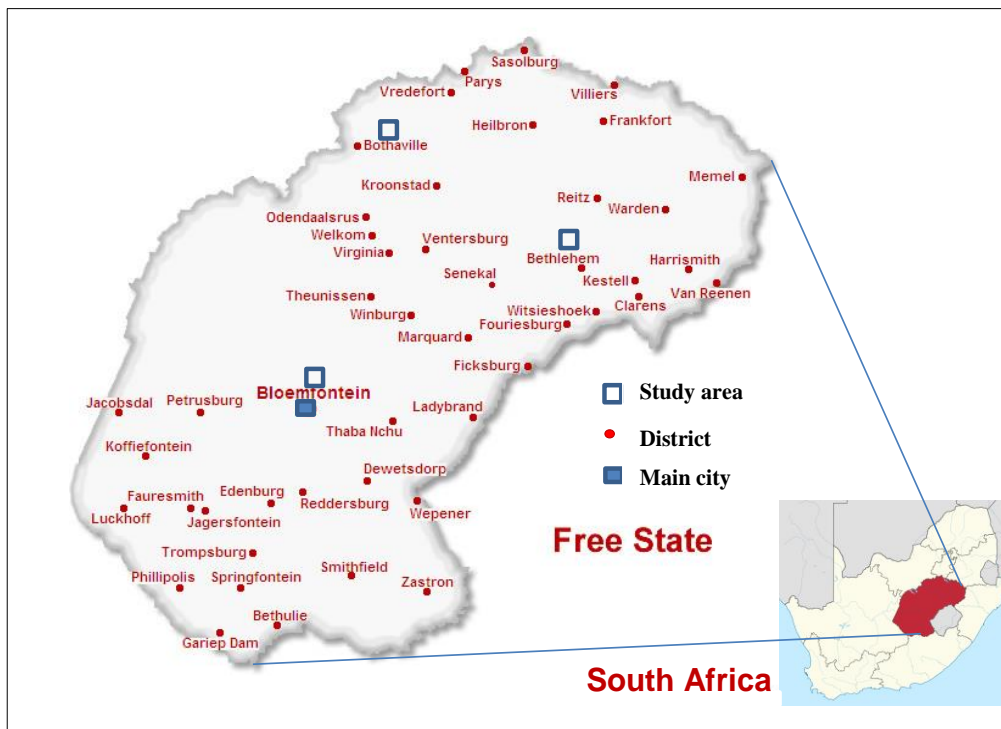 Sasolburg
Parys
Vredefort
Villiers
Heilbron
Frankfort
Bothaville
Kroonstad
Memel
Reitz
Warden
Odendaalsrus
Welkom
Ventersburg
Virginia
Bethlehem
Harrismith
Senekal
Kestell
Van Reenen
Theunissen
Clarens
Witsieshoek
Winburg
Fouriesburg
Marquard
Ficksburg
Study area
Bloemfontein
Jacobsdal
Petrusburg
Ladybrand
Thaba Nchu
District
Koffiefontein
Dewetsdorp
Main city
Fauresmith
Edenburg
Reddersburg
Wepener
Luckhoff
Jagersfontein
Free State
Trompsburg
Smithfield
Phillipolis
Springfontein
Zastron
Bethulie
Gariep Dam
South Africa